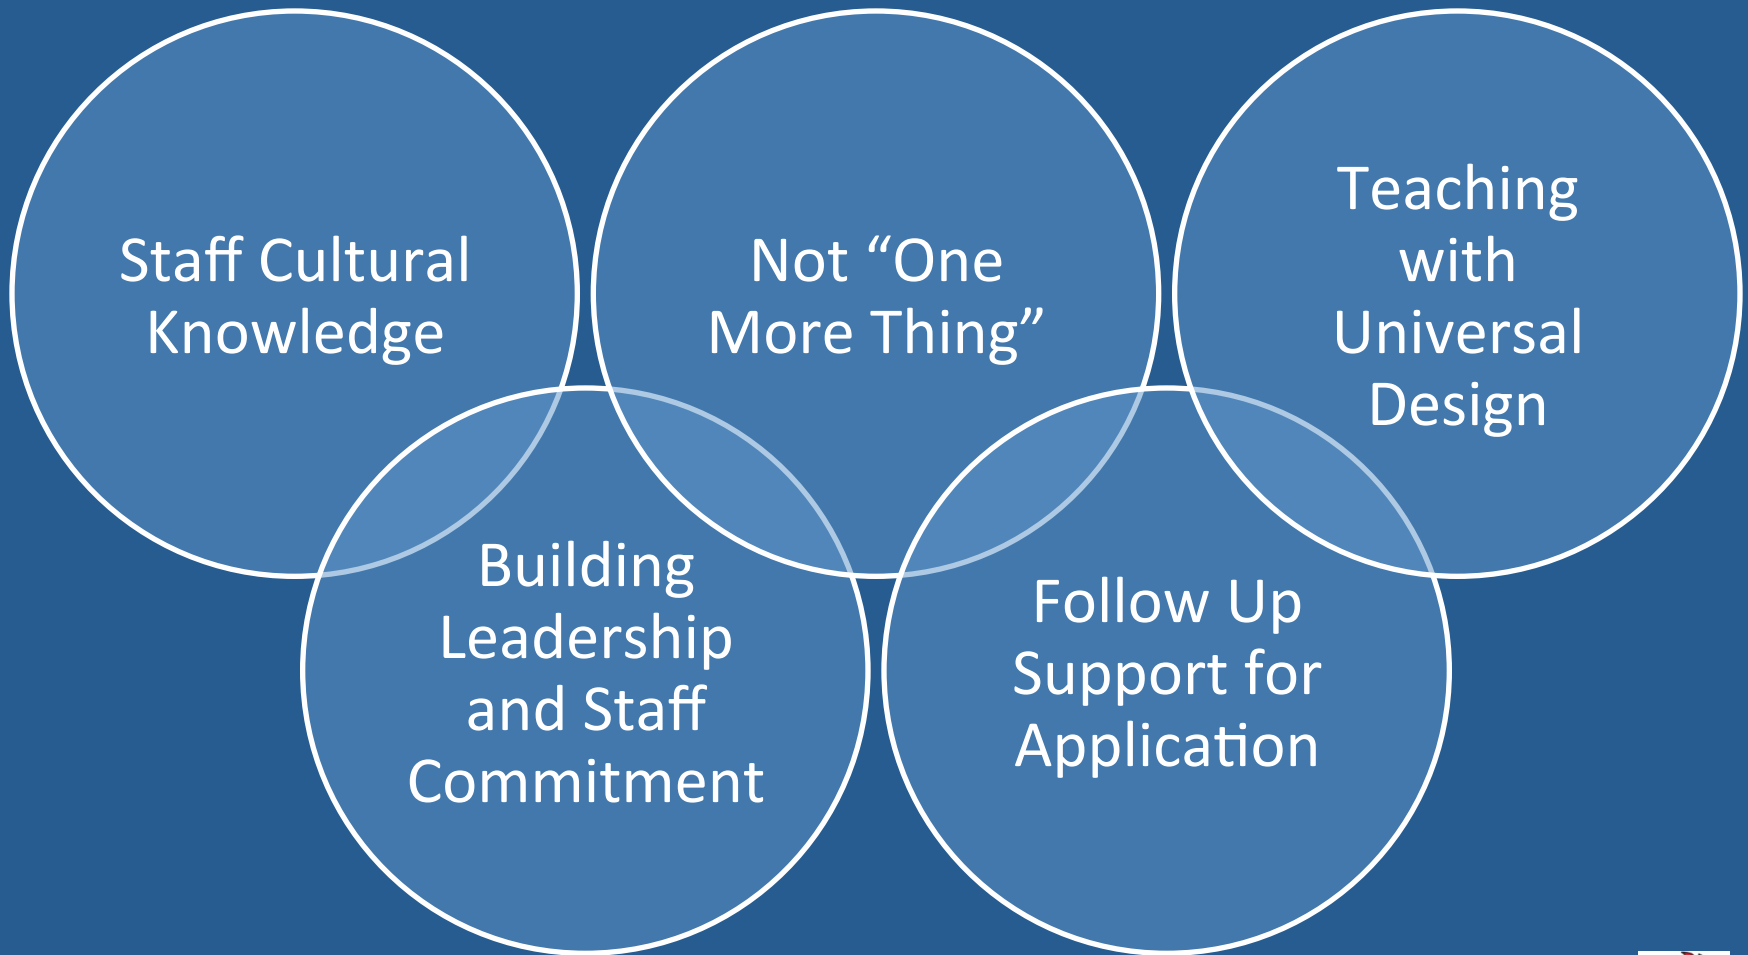 Staff Cultural
Knowledge
Not “One
More Thing”
Teaching
with
Universal
Design
Building
Leadership
and Staff
Commitment
Follow Up
Support for
Application